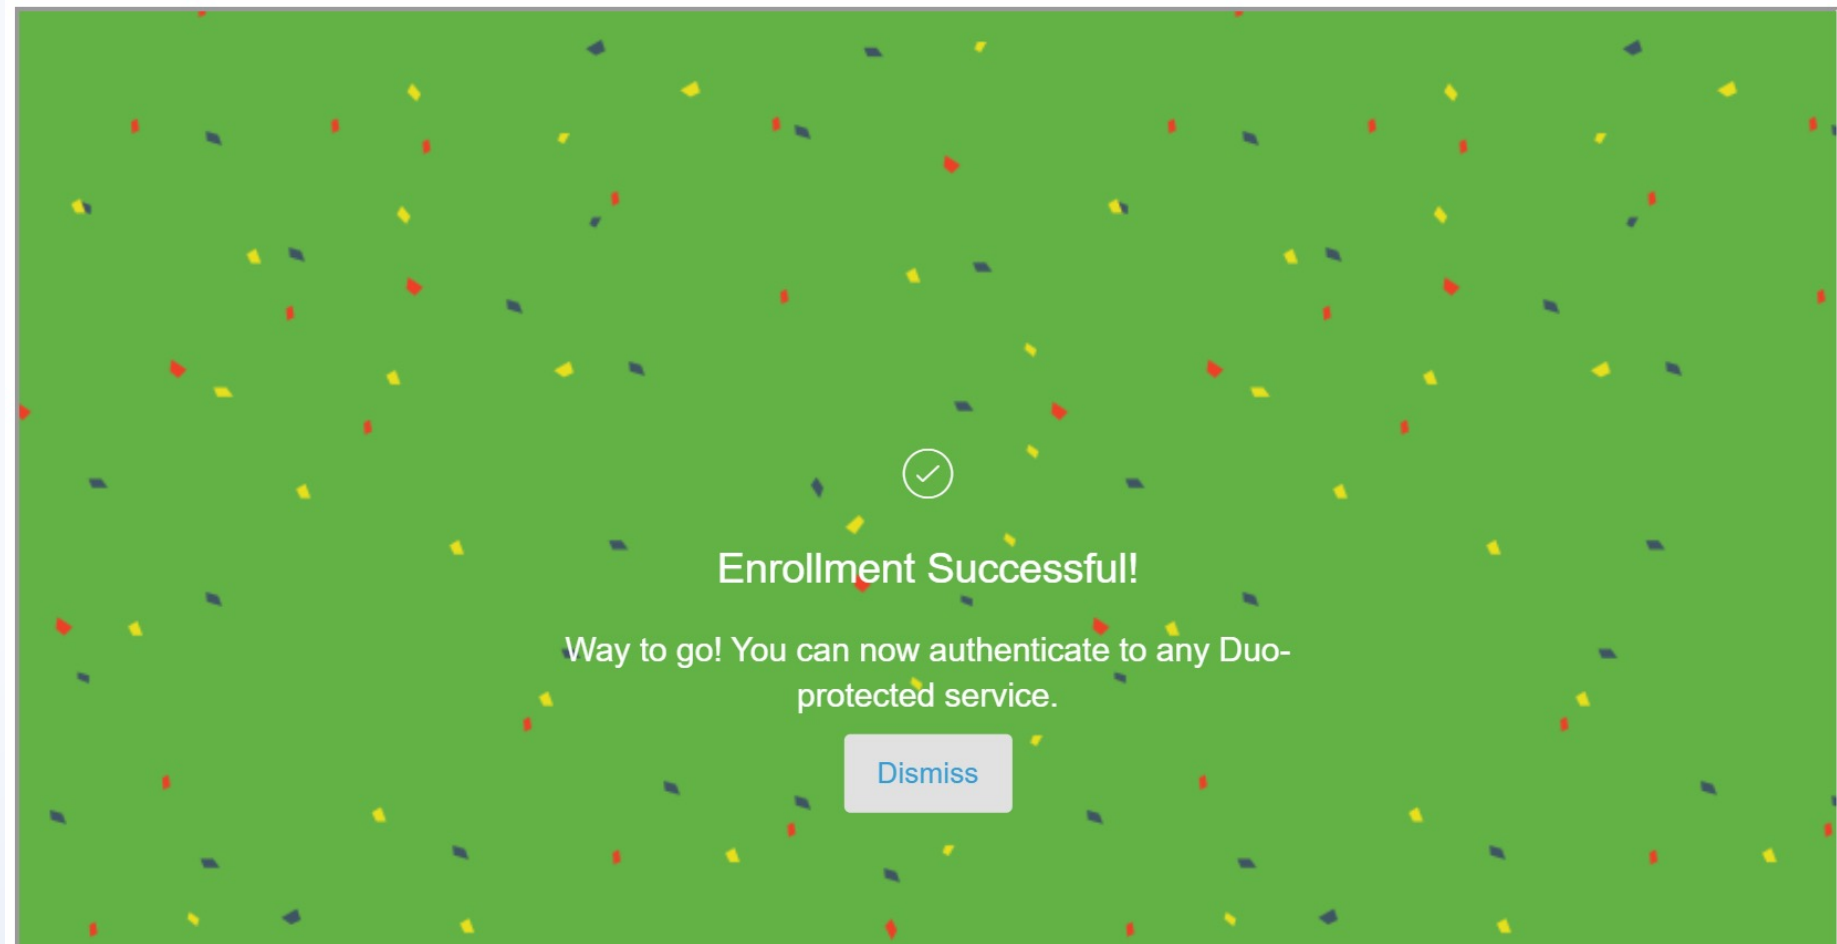 Enrollment Successful!
Way to go! You can now authenticate to any Duo-
protected service.
Dismiss